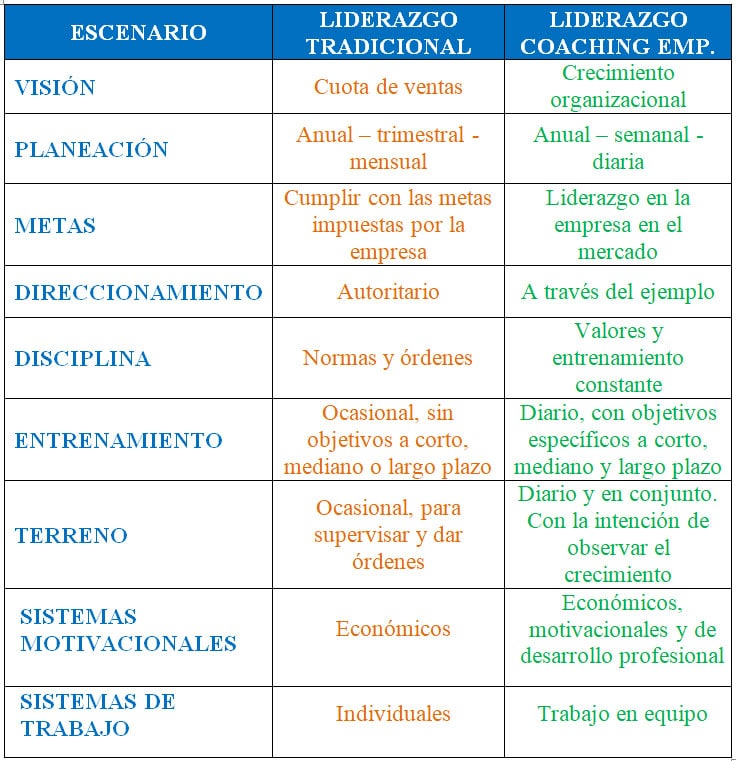 ESCENARIO
LIDERAZGO
TRADICIONAL
LIDERAZGO
COACHING EMP.
VISIÓN
Cuota de ventas
Crecimiento
organizacional
PLANEACIÓN
Anual – trimestral -
mensual
Anual – semanal -
diaria
METAS
Cumplir con las metas
impuestas por la
empresa
Liderazgo en la
empresa en el
mercado
DIRECCIONAMIENTO
Autoritario
A través del ejemplo
DISCIPLINA
Normas y órdenes
Valores y
entrenamiento
constante
ENTRENAMIENTO
Ocasional, sin
objetivos a corto,
mediano o largo plazo
Diario, con objetivos
específicos a corto,
mediano y largo plazo
TERRENO
Ocasional, para
supervisar y dar
órdenes
Diario y en conjunto.
Con la intención de
observar el
crecimiento
SISTEMAS
MOTIVACIONALES
Económicos
Económicos,
motivacionales y de
desarrollo profesional
SISTEMAS DE
TRABAJO
Individuales
Trabajo en equipo